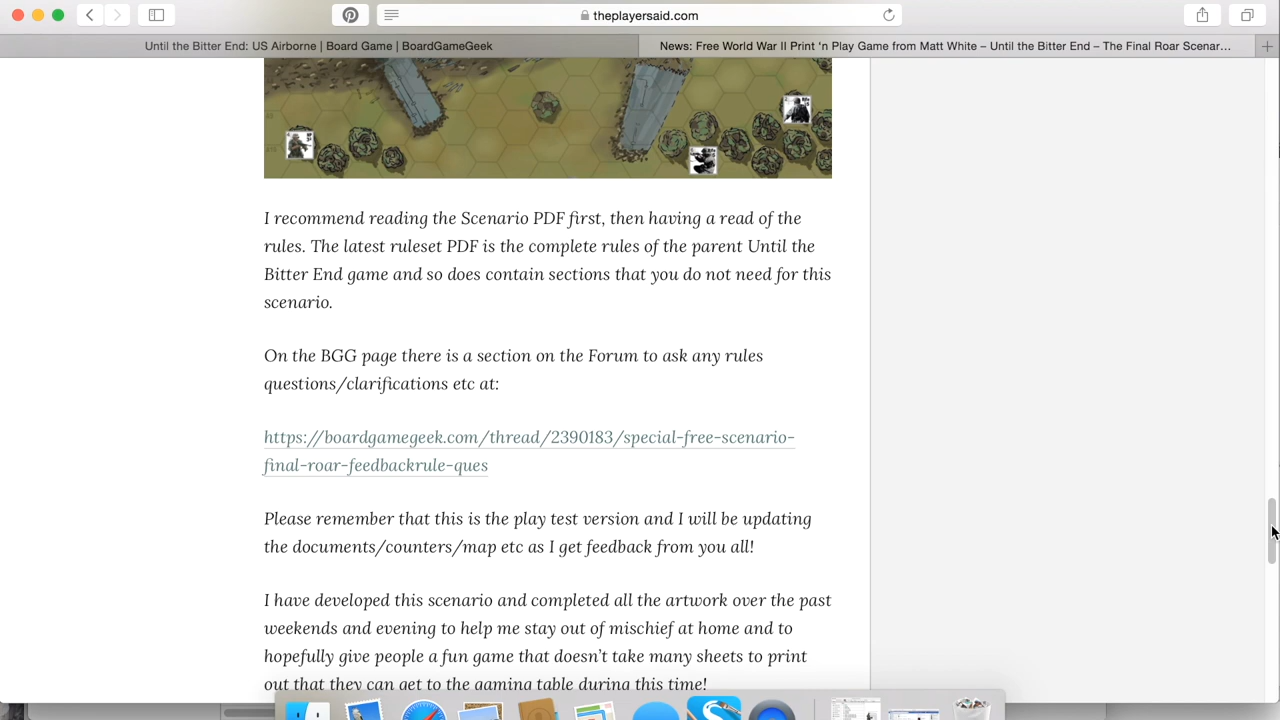 theplayersaid.com
Until the Bitter End: US Airborne | Board Game | BoardGameGeek
News: Free World War II Print 'n Play Game from Matt White – Until the Bitter End – The Final Roar Scenar...
I recommend reading the Scenario PDF first, then having a read of the
rules. The latest ruleset PDF is the complete rules of the parent Until the
Bitter End game and so does contain sections that you do not need for this
scenario.
On the BGG page there is a section on the Forum to ask any rules
questions/clarifications etc at:
https://boardgamegeek.com/thread/2390183/special-free-scenario-
final-roar-feedbackrule-ques
Please remember that this is the play test version and I will be updating
the documents/counters/map etc as I get feedback from you all!
I have developed this scenario and completed all the artwork over the past
weekends and evening to help me stay out of mischief at home and to
hopefully give people a fun game that doesn't take many sheets to print
out that they can get to the gaming table during this time!